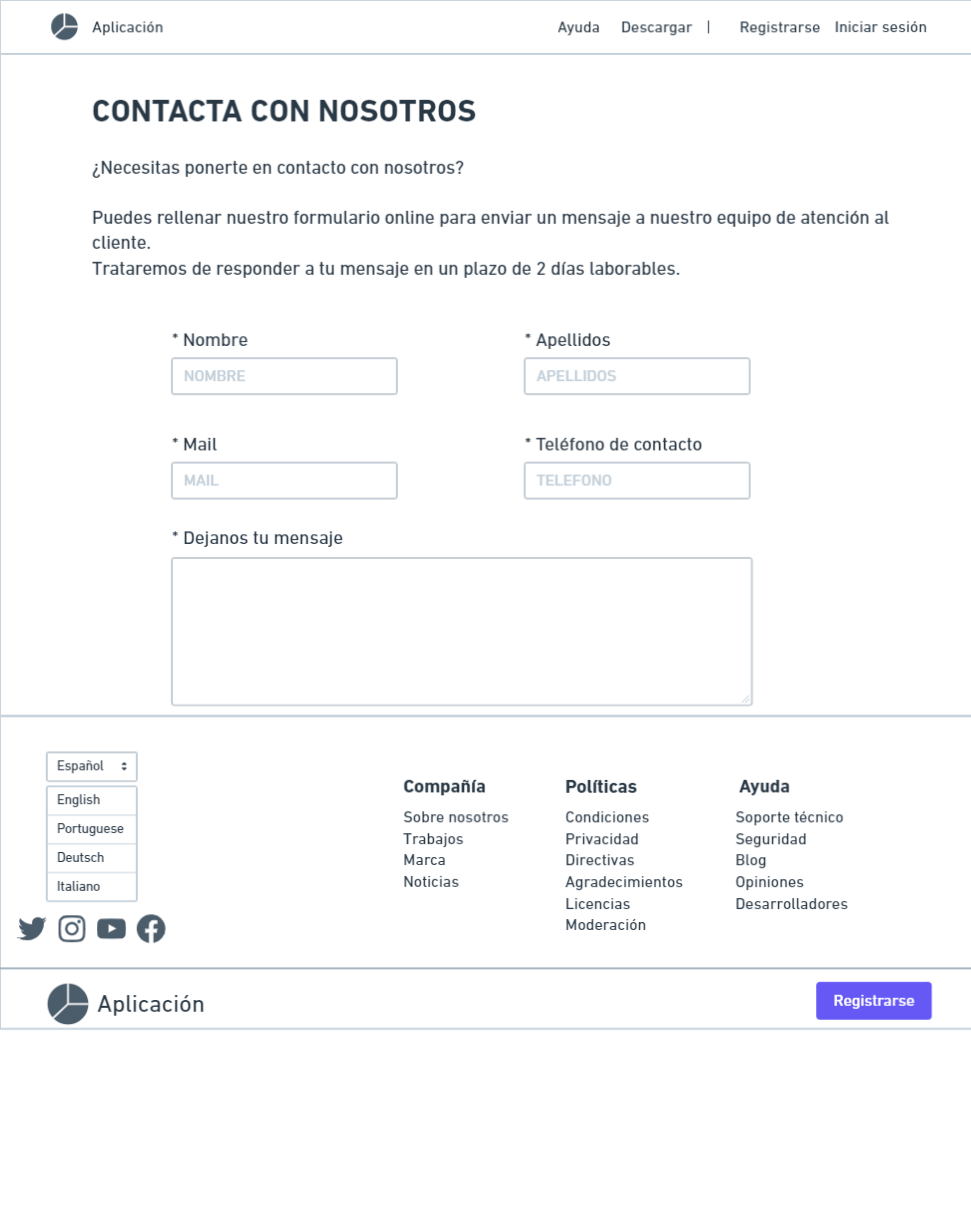 Aplicación
Ayuda Descargar | Registrarse Iniciar sesión
CONTACTA CON NOSOTROS
¿Necesitas ponerte en contacto con nosotros?
Puedes rellenar nuestro formulario online para enviar un mensaje a nuestro equipo de atención al
cliente.
Trataremos de responder a tu mensaje en un plazo de 2 días laborables.
* Nombre
NOMBRE
* Apellidos
APELLIDOS
* Mail
MAIL
* Teléfono de contacto
TELEFONO
* Dejanos tu mensaje
Español
English
Portuguese
Deutsch
Italiano
Compañía
Sobre nosotros
Trabajos
Marca
Noticias
Políticas
Condiciones
Privacidad
Directivas
Agradecimientos
Licencias
Moderación
Ayuda
Soporte técnico
Seguridad
Blog
Opiniones
Desarrolladores
Aplicación
Registrarse